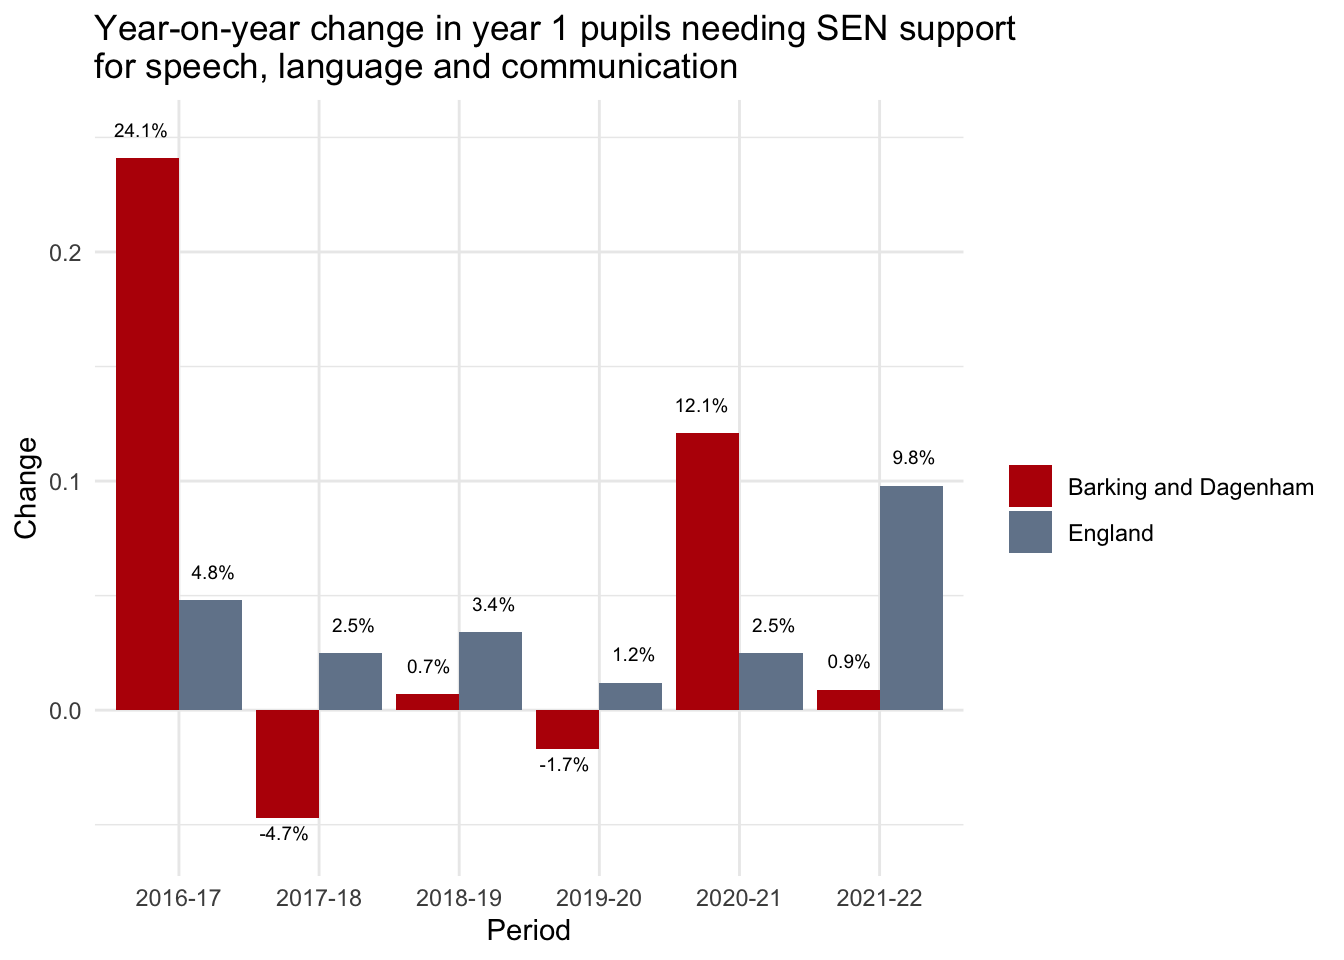 Year-on-year change in year 1 pupils needing SEN support
for speech, language and communication
24.1%
0.2
12.1%
9.8%
0.1
Change
Barking and Dagenham
England
4.8%
2.5%
3.4%
2.5%
0.7%
1.2%
0.9%
0.0
-1.7%
-4.7%
2016-17 2017-18 2018-19 2019-20 2020-21 2021-22
Period